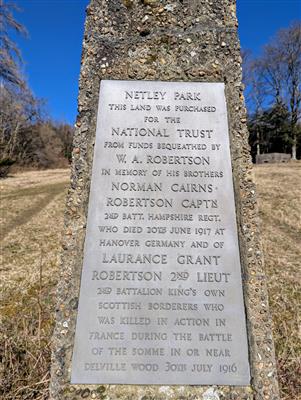 NETLEY PARK
THIS LAND WAS PURCHASED
FOR THE
NATIONAL TRUST
FROM FUNDS BEQUEATHED BY
W. A. ROBERTSON
IN MEMORY OF HIS BROTHERS
NORMAN CAIRNS
ROBERTSON CAPTN
2ND BATT. HAMPSHIRE REGT.
WHO DIED 20TH JUNE 1917 AT
HANOVER GERMANY AND OF
LAURANCE GRANT
ROBERTSON 2ND LIEUT
2ND BATTALION KING'S OWN
SCOTTISH BORDERERS WHO
WAS KILLED IN ACTION IN
FRANCE DURING THE BATTLE
OF THE SOMME IN OR NEAR
DELVILLE WOOD 30TH JULY 1916